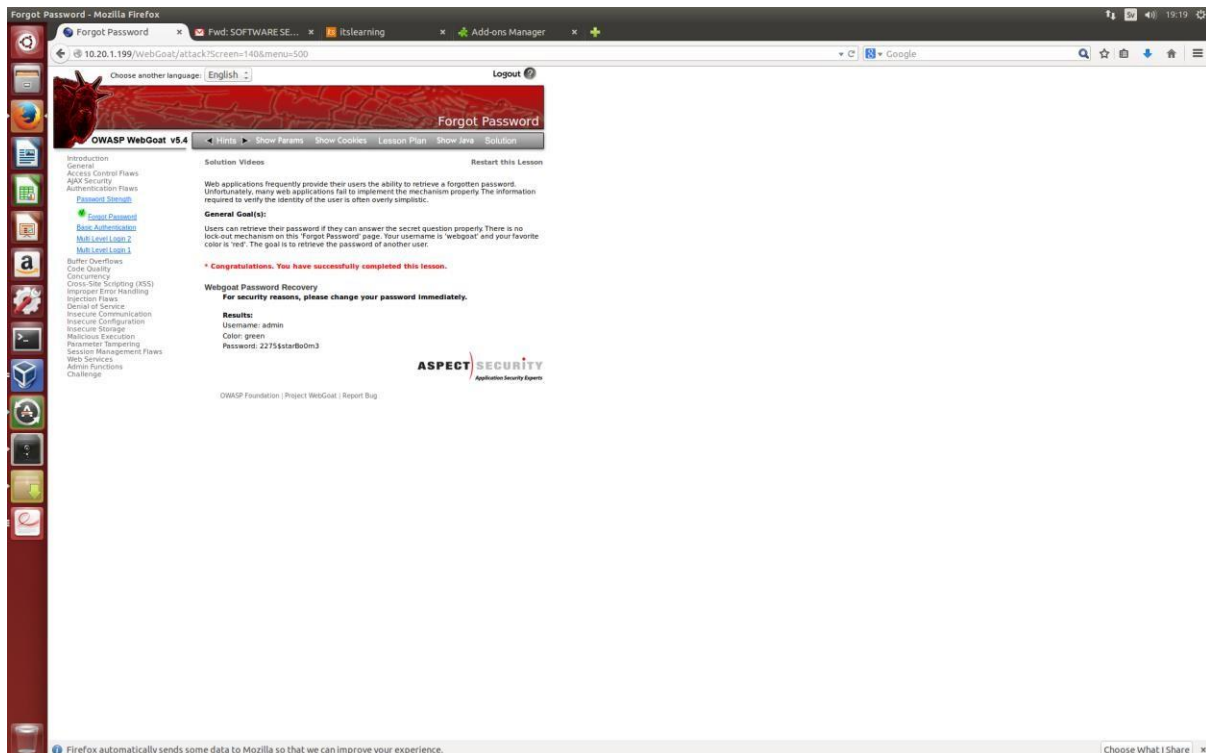 Forgot Password - Mozilla Firefox
Sv
19:19
Forgot Password ×
Fwd: SOFTWARE SE... ×
itslearning ×
Add-ons Manager ×
10.20.1.199/WebGoat/attack?Screen=140&menu=500
Google
Choose another language: English
Logout
Forgot Password
OWASP WebGoat v5.4
Hints
Show Params
Show Cookies
Lesson Plan
Show Java
Solution
Introduction
General
Access Control Flaws
AJAX Security
Authentication Flaws
Password Strength
Forgot Password
Basic Authentication
Multi Level Login 2
Multi Level Login 1
Buffer Overflows
Code Quality
Concurrency
Cross-Site Scripting (XSS)
Improper Error Handling
Injection Flaws
Denial of Service
Insecure Communication
Insecure Configuration
Insecure Storage
Malicious Execution
Parameter Tampering
Session Management Flaws
Web Services
Admin Functions
Challenge
Solution Videos
Restart this Lesson
Web applications frequently provide their users the ability to retrieve a forgotten password.
Unfortunately, many web applications fail to implement the mechanism properly. The information
required to verify the identity of the user is often overly simplistic.
General Goal(s):
Users can retrieve their password if they can answer the secret question properly. There is no
lock-out mechanism on this 'Forgot Password' page. Your username is 'webgoat' and your favorite
color is 'red'. The goal is to retrieve the password of another user.
* Congratulations. You have successfully completed this lesson.
Webgoat Password Recovery
For security reasons, please change your password immediately.
Results:
Username: admin
Color: green
Password: 2275$starBo0m3
ASPECT SECURITY
Application Security Experts
OWASP Foundation | Project WebGoat | Report Bug
Firefox automatically sends some data to Mozilla so that we can improve your experience.
Choose What I Share ×